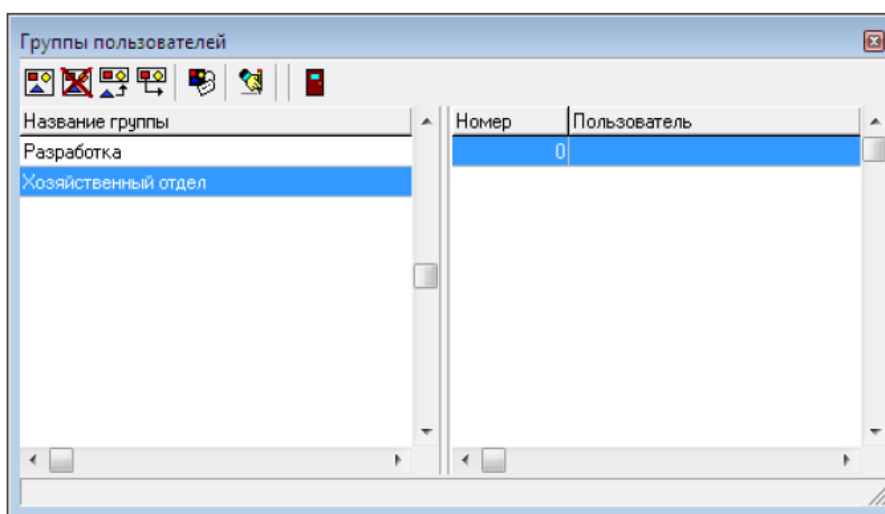 Группы пользователей
Название группы
Разработка
Хозяйственный отдел
Номер Пользователь
0